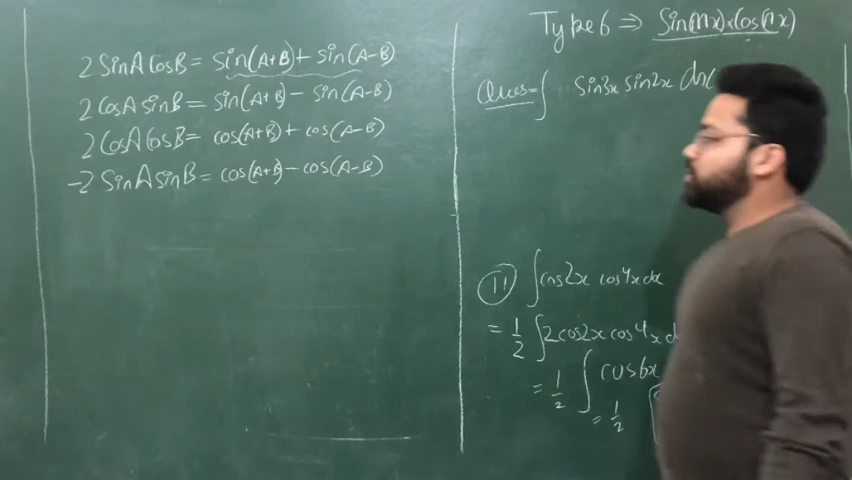 2 SinA CosB = sin(A+B) + sin(A-B)
2 CosA sinB = sin(A+B) - sin(A-B)
2 CosA CosB = cos(A+B) + cos(A-B)
-2 SinA sinB = cos(A+B) - cos(A-B)
Type 6 ⇒ Sin(mx)×Cos(nx)
Ques= ∫ sin3x sin2x dx
11 ∫cos2x cos4x dx
= 1/2 ∫2cos2x cos4x d
= 1/2 ∫ cos6x
= 1/2